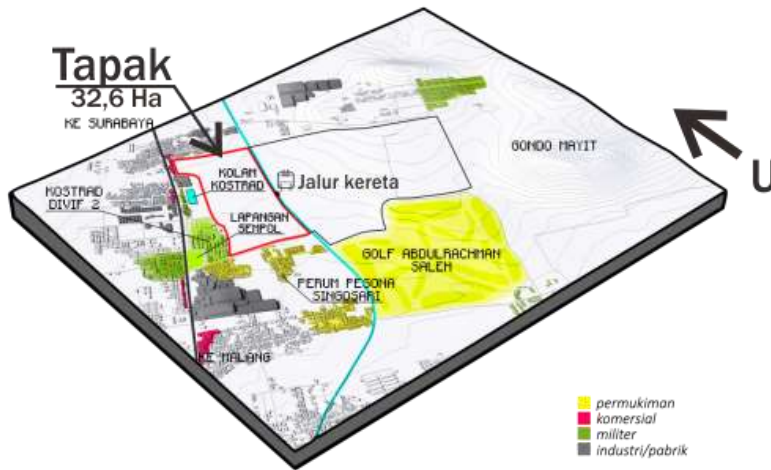 Tapak
32,6 Ha
KE SURABAYA
GONDO MAYIT
U
KOLAM
KOSTRAD
Jalur kereta
KOSTRAD
DIVIF 2
LAPANGAN
SEMPOL
GOLF ABDULRACHMAN
SALEH
PERUM PESONA
SINGOSARI
KE MALANG
permukiman
komersial
militer
industri/pabrik